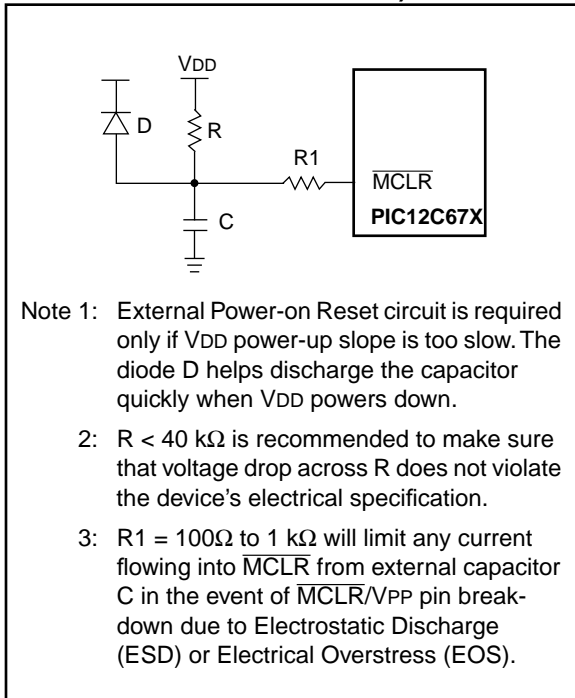 VDD
D
R
R1
MCLR
PIC12C67X
C
Note 1: External Power-on Reset circuit is required
only if VDD power-up slope is too slow. The
diode D helps discharge the capacitor
quickly when VDD powers down.
2: R < 40 kΩ is recommended to make sure
that voltage drop across R does not violate
the device's electrical specification.
3: R1 = 100Ω to 1 kΩ will limit any current
flowing into MCLR from external capacitor
C in the event of MCLR/VPP pin break-
down due to Electrostatic Discharge
(ESD) or Electrical Overstress (EOS).